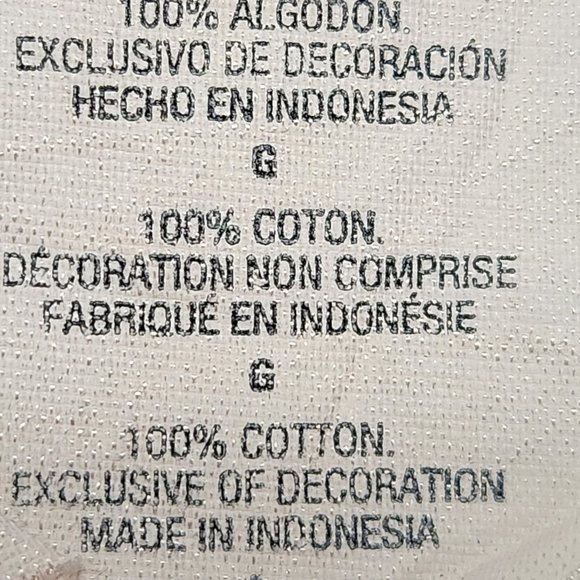 100% ALGODON.
EXCLUSIVO DE DECORACIÓN
HECHO EN INDONESIA
G
100% COTON.
DÉCORATION NON COMPRISE
FABRIQUÉ EN INDONÉSIE
G
100% COTTON.
EXCLUSIVE OF DECORATION
MADE IN INDONESIA